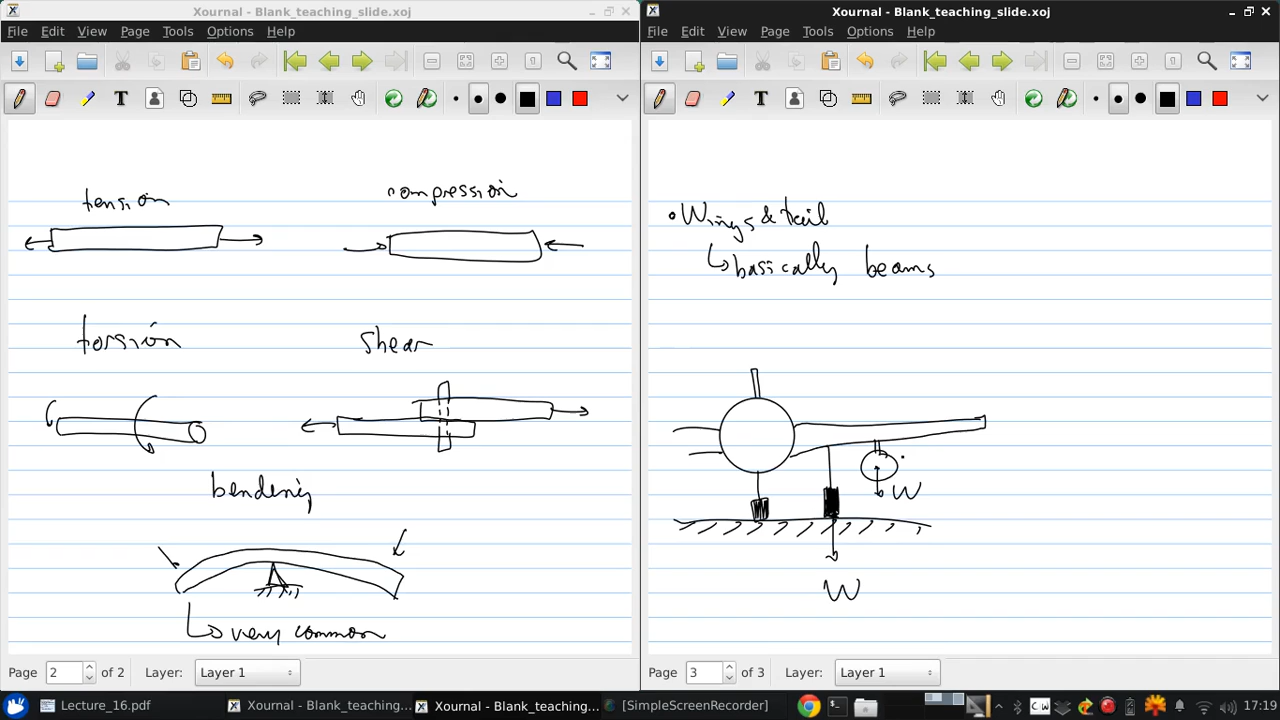 Xournal - Blank_teaching_slide.xoj
File Edit View Page Tools Options Help
tension
compression
torsion
shear
bending
very common
Page 2 of 2 Layer: Layer 1
Xournal - Blank_teaching_slide.xoj
File Edit View Page Tools Options Help
• Wings & tail
basically beams
W
W
Page 3 of 3 Layer: Layer 1
Lecture_16.pdf Xournal - Blank_teaching... Xournal - Blank_teaching... [SimpleScreenRecorder] 17:19